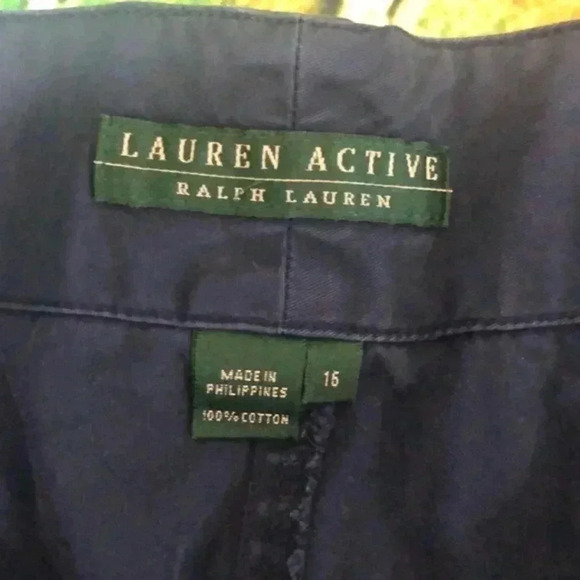 LAUREN ACTIVE
RALPH LAUREN
MADE IN
PHILIPPINES
16
100% COTTON